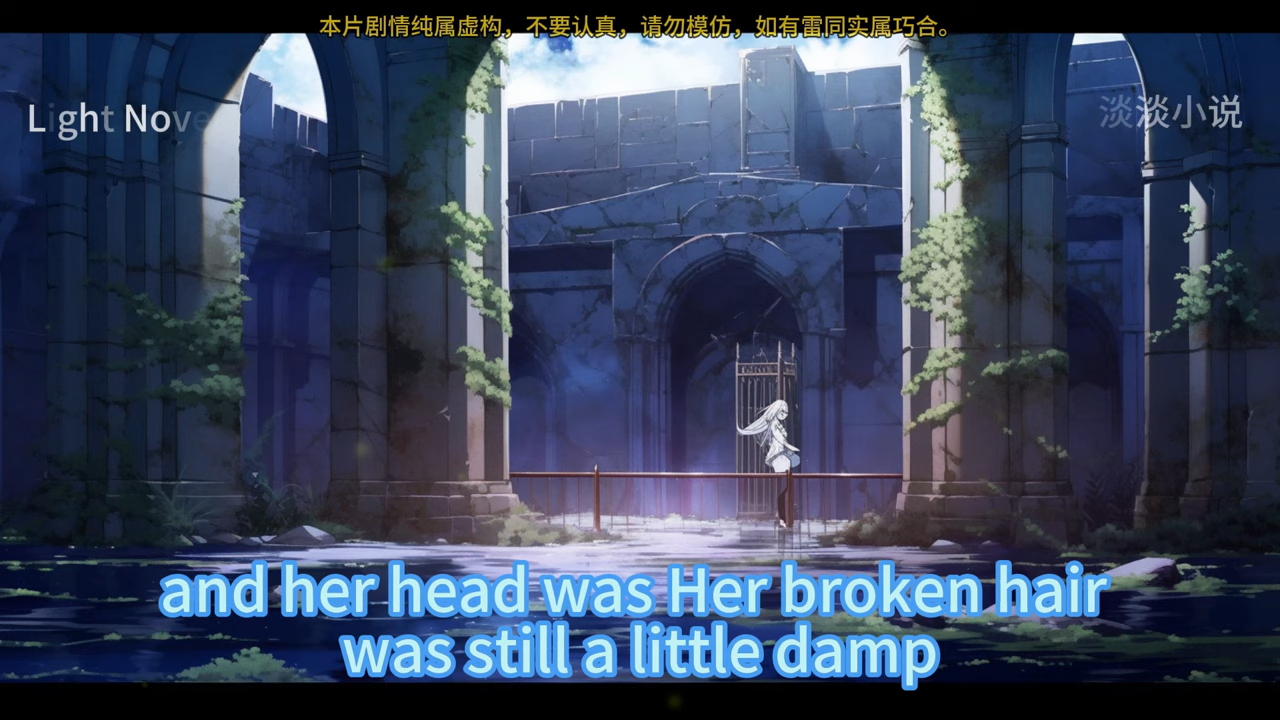 本片剧情纯属虚构，不要认真，请勿模仿，如有雷同实属巧合。
Light Nove
淡淡小说
and her head was Her broken hair
was still a little damp